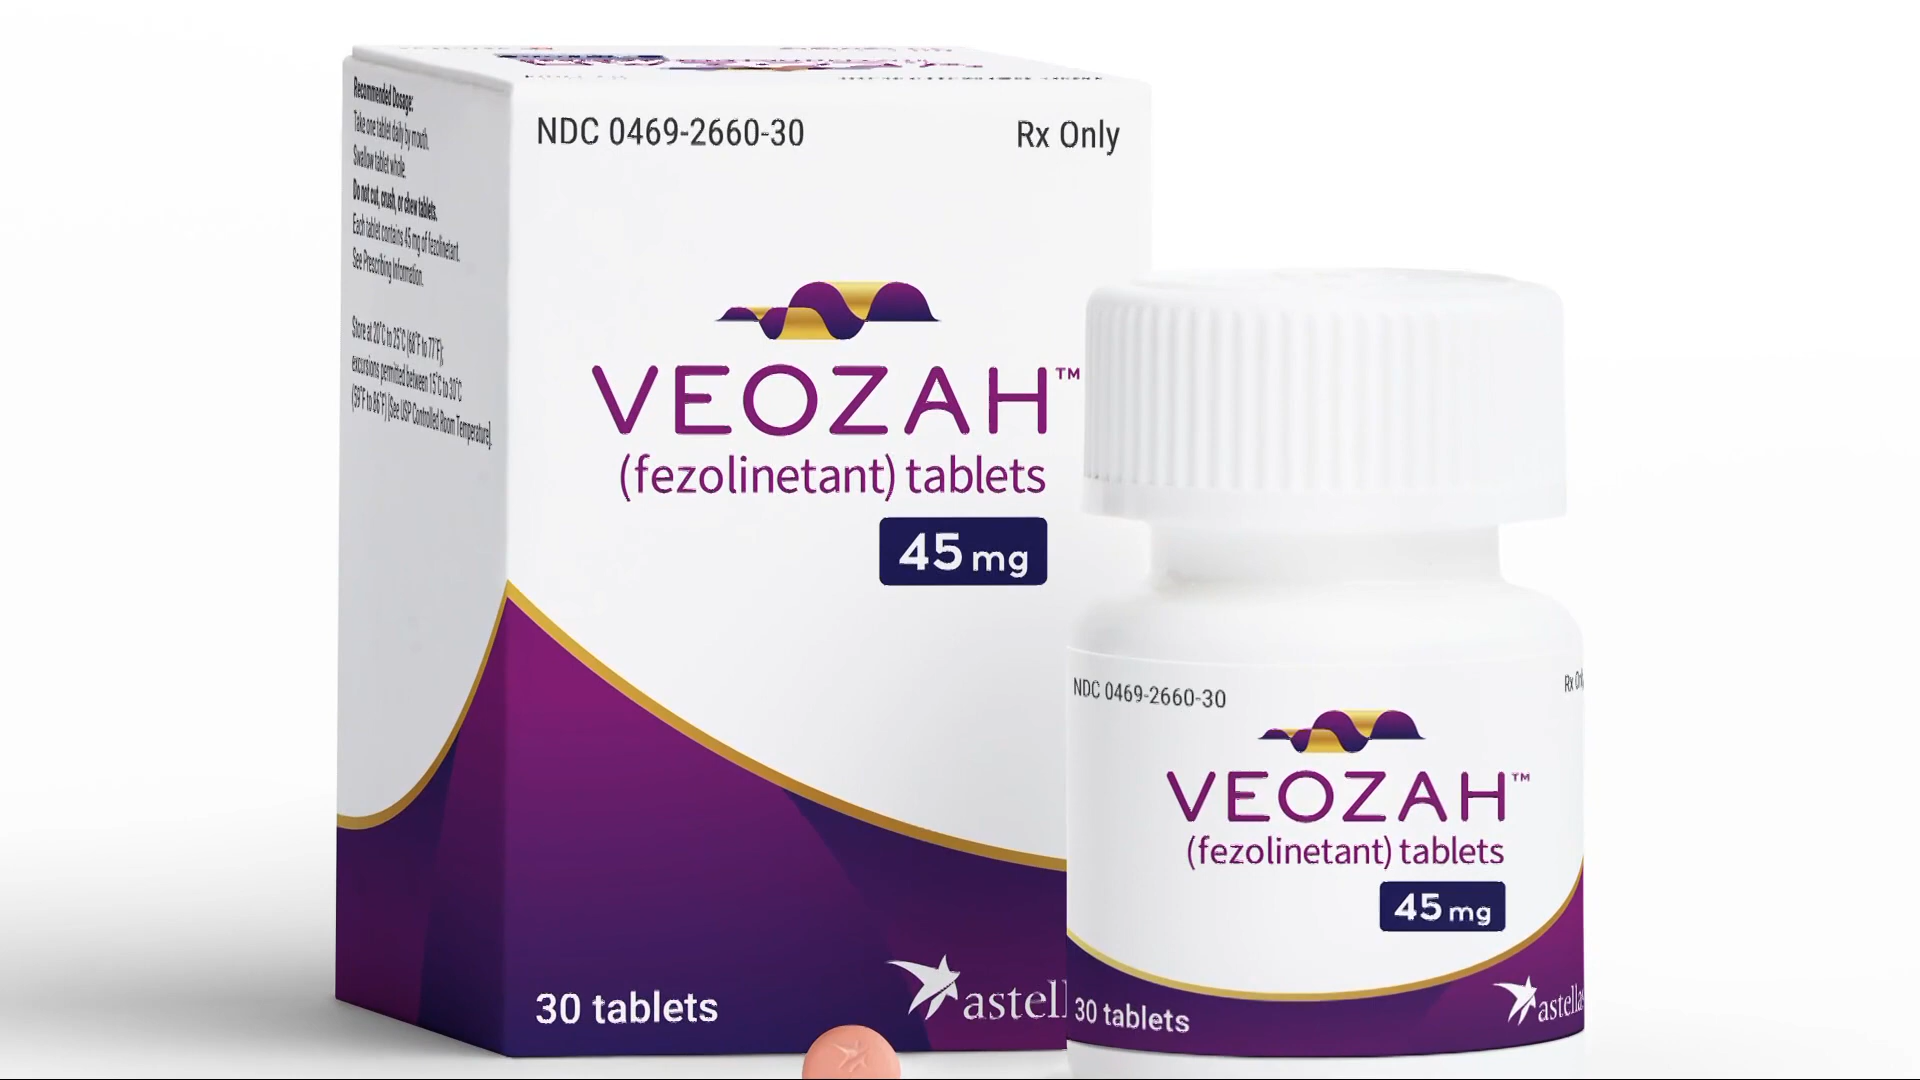 Recommended Dosage:
Take one tablet daily by mouth.
Swallow tablet whole.
Do not cut, crush, or chew tablets.
Each tablet contains 45 mg of fezolinetant.
See Prescribing Information.
Store at 20°C to 25°C (68°F to 77°F);
excursions permitted between 15°C to 30°C
(59°F to 86°F) [See USP Controlled Room Temperature].
NDC 0469-2660-30
Rx Only
VEOZAH™
(fezolinetant) tablets
45 mg
30 tablets
astell
NDC 0469-2660-30
Rx Onl
VEOZAH™
(fezolinetant) tablets
45 mg
30 tablets
astellas